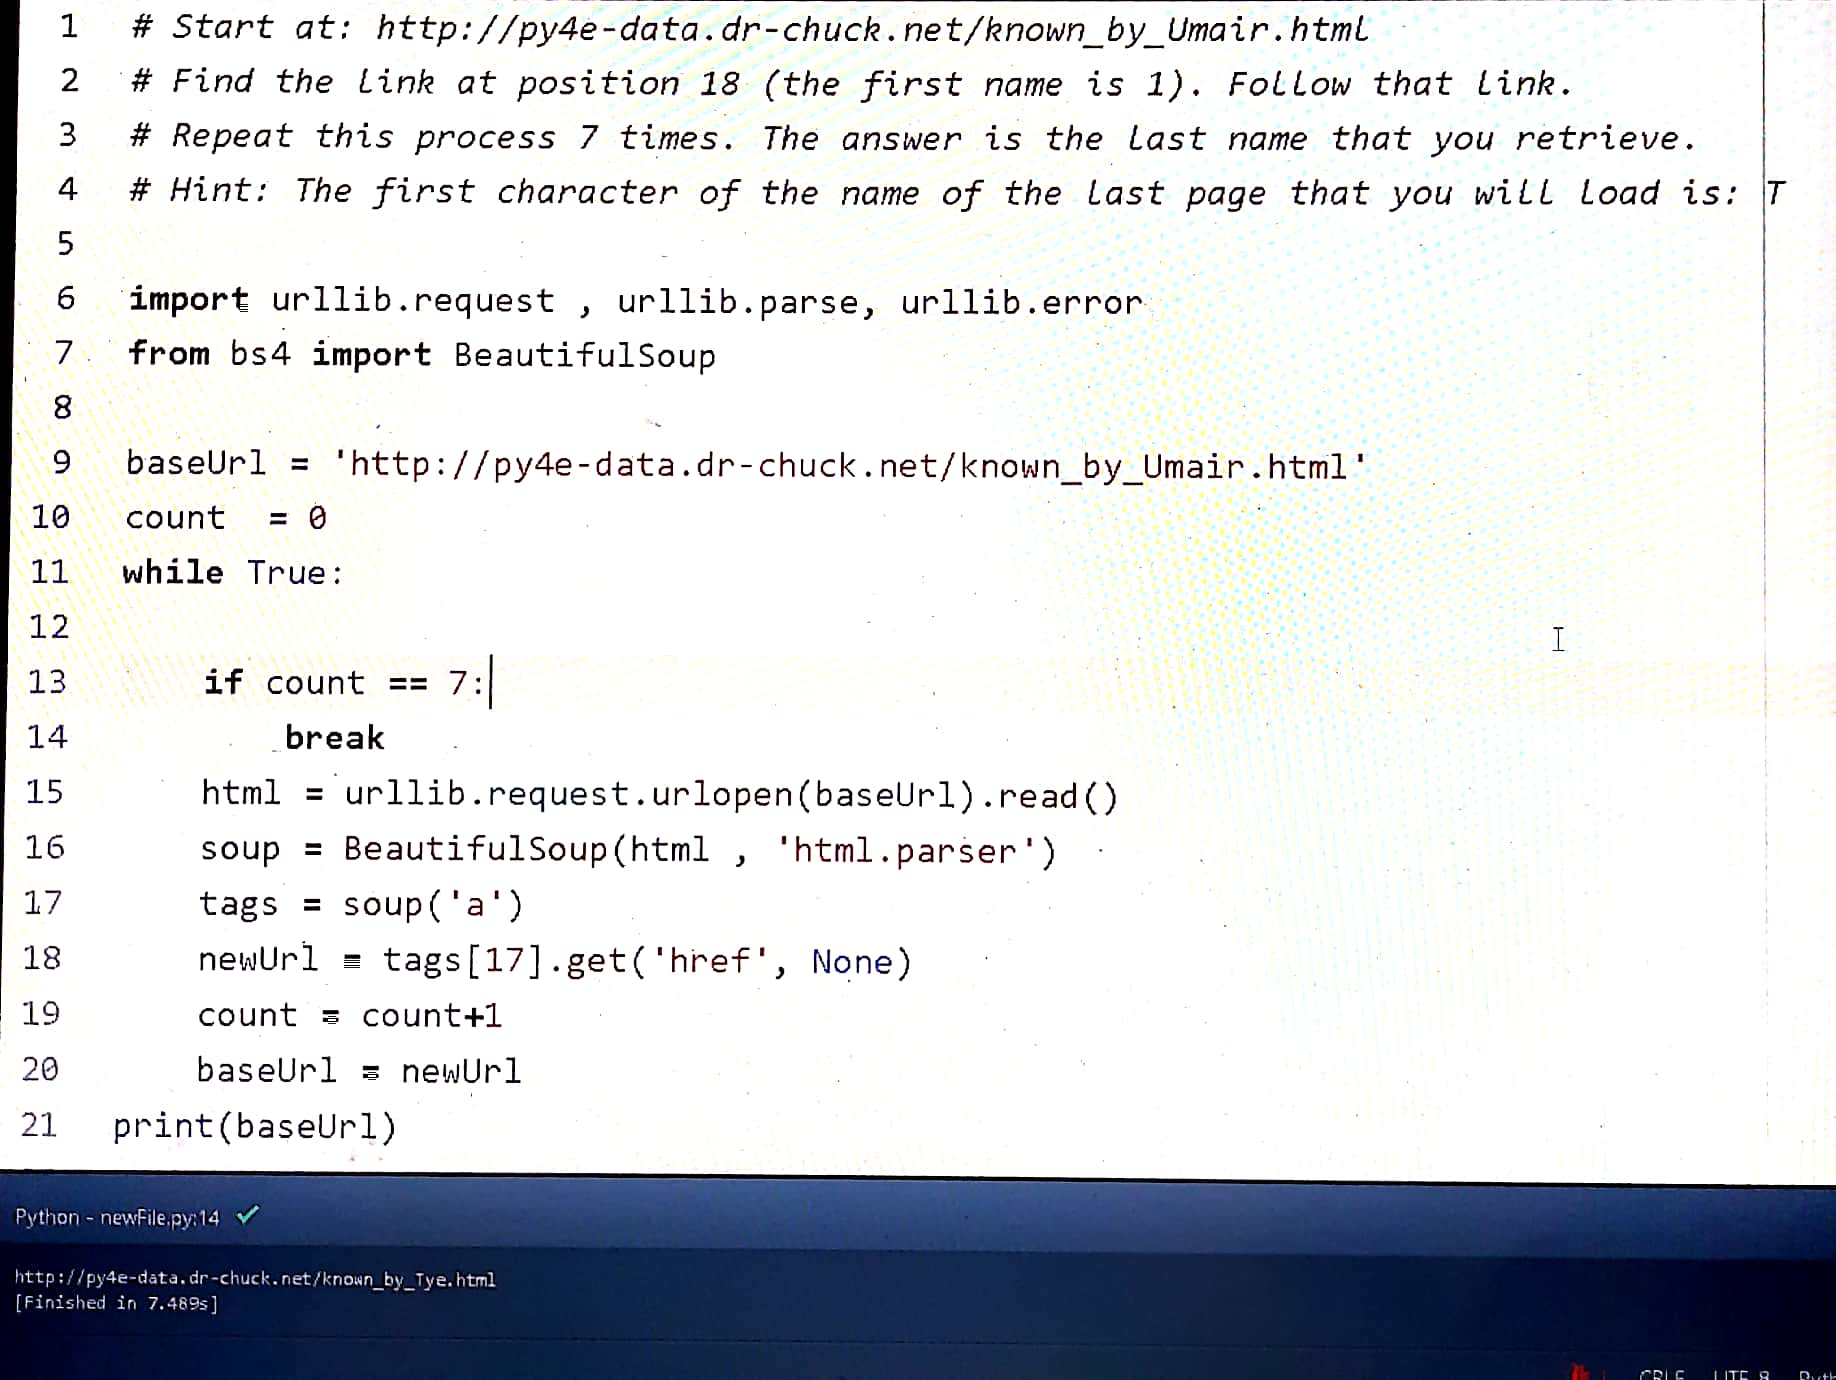 1 # Start at: http://py4e-data.dr-chuck.net/known_by_Umair.html
2 # Find the link at position 18 (the first name is 1). Follow that link.
3 # Repeat this process 7 times. The answer is the last name that you retrieve.
4 # Hint: The first character of the name of the last page that you will load is: T
5
6 import urllib.request , urllib.parse, urllib.error
7 from bs4 import BeautifulSoup
8
9 baseUrl = 'http://py4e-data.dr-chuck.net/known_by_Umair.html'
10 count  = 0
11 while True:
12
13     if count == 7:
14         break
15     html = urllib.request.urlopen(baseUrl).read()
16     soup = BeautifulSoup(html , 'html.parser')
17     tags = soup('a')
18     newUrl = tags[17].get('href', None)
19     count = count+1
20     baseUrl = newUrl
21 print(baseUrl)
Python - newFile.py:14 ✓
http://py4e-data.dr-chuck.net/known_by_Tye.html
[Finished in 7.489s]
CRLF UTF-8